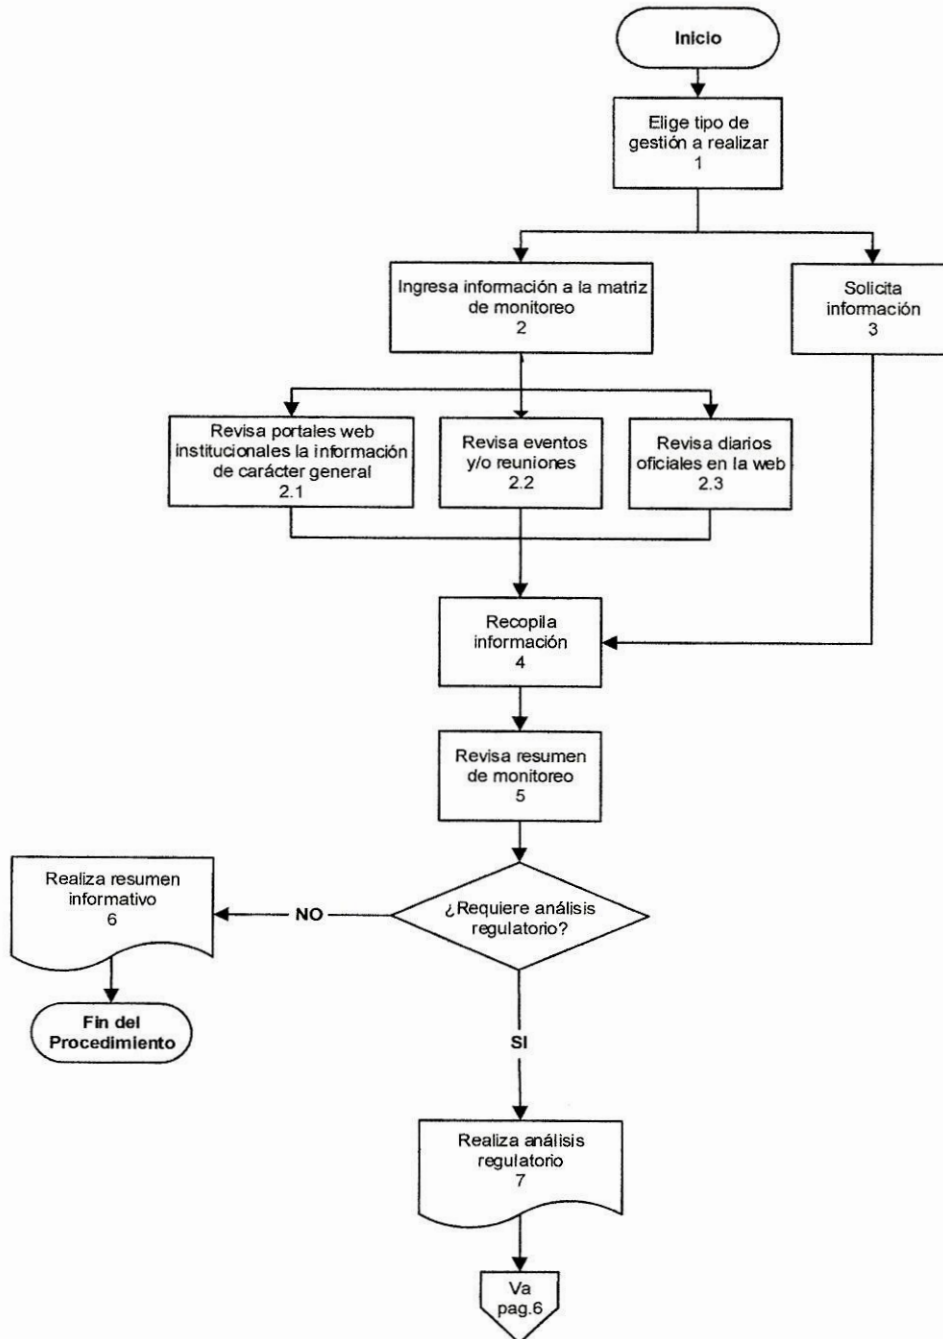 Inicio
Elige tipo de
gestión a realizar
1
Ingresa información a la matriz
de monitoreo
2
Solicita
información
3
Revisa portales web
institucionales la información
de carácter general
2.1
Revisa eventos
y/o reuniones
2.2
Revisa diarios
oficiales en la web
2.3
Recopila
información
4
Revisa resumen
de monitoreo
5
¿Requiere análisis
regulatorio?
NO
Realiza resumen
informativo
6
Fin del
Procedimiento
SI
Realiza análisis
regulatorio
7
Va
pag.6